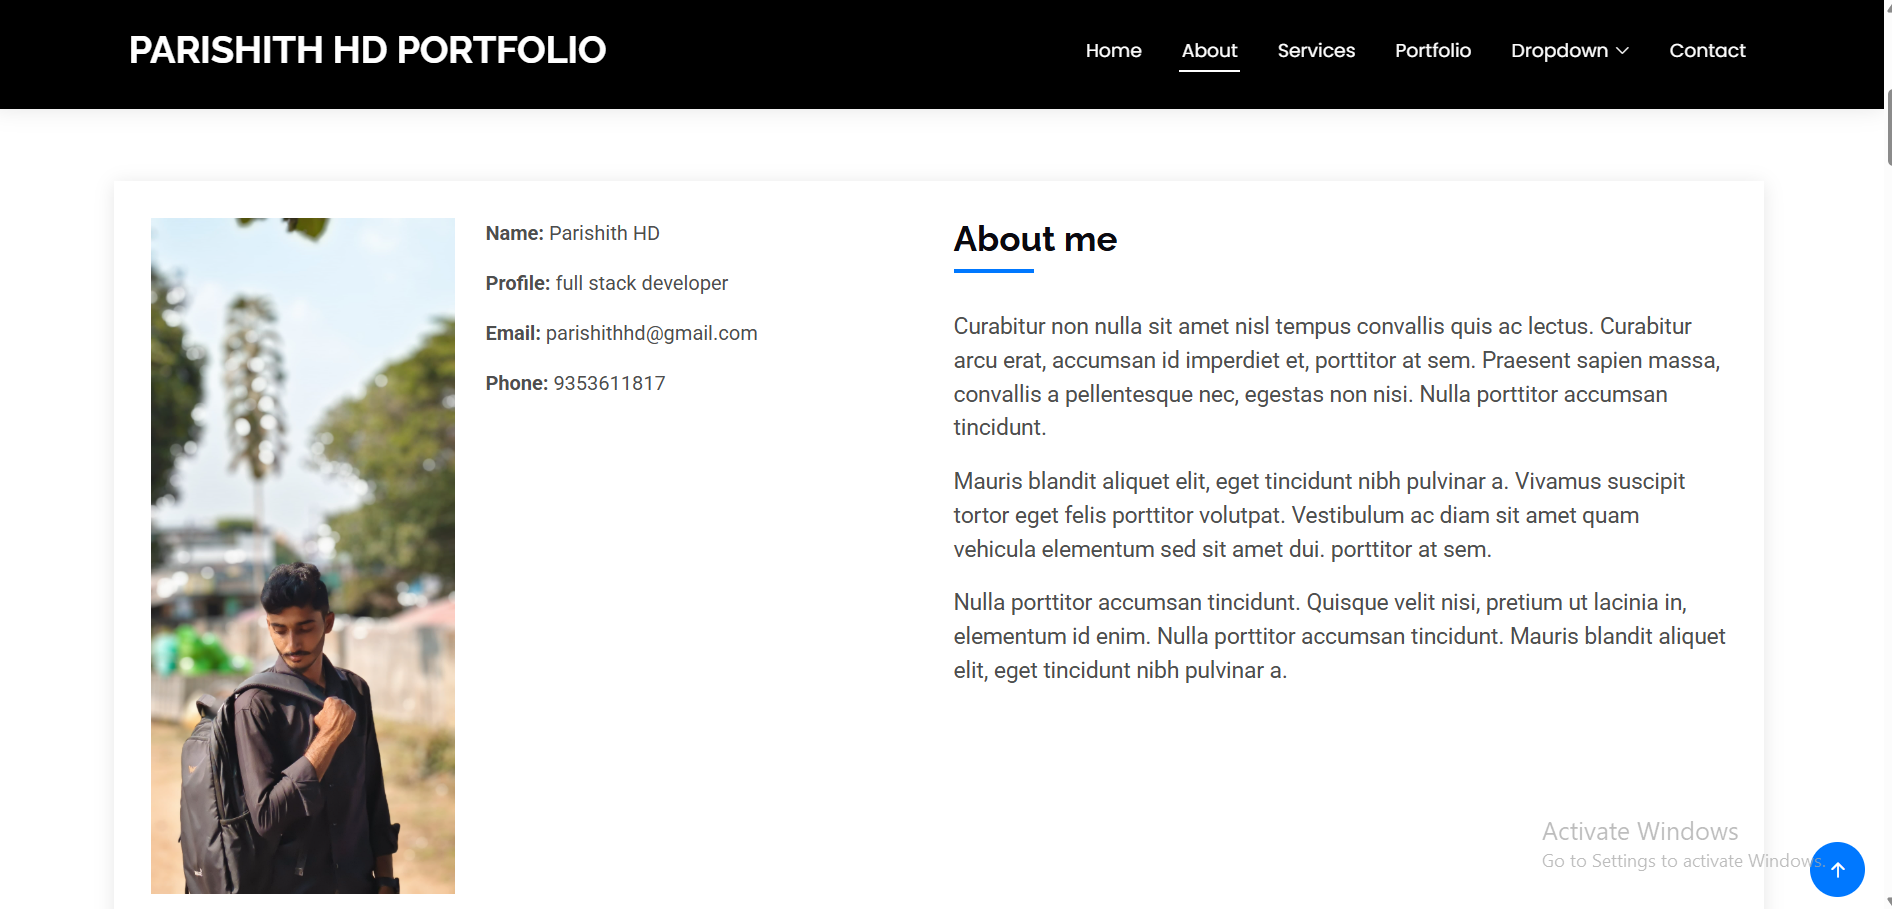 PARISHITH HD PORTFOLIO
Home About Services Portfolio Dropdown Contact
Name: Parishith HD
Profile: full stack developer
Email: parishithhd@gmail.com
Phone: 9353611817
About me
Curabitur non nulla sit amet nisl tempus convallis quis ac lectus. Curabitur
arcu erat, accumsan id imperdiet et, porttitor at sem. Praesent sapien massa,
convallis a pellentesque nec, egestas non nisi. Nulla porttitor accumsan
tincidunt.
Mauris blandit aliquet elit, eget tincidunt nibh pulvinar a. Vivamus suscipit
tortor eget felis porttitor volutpat. Vestibulum ac diam sit amet quam
vehicula elementum sed sit amet dui. porttitor at sem.
Nulla porttitor accumsan tincidunt. Quisque velit nisi, pretium ut lacinia in,
elementum id enim. Nulla porttitor accumsan tincidunt. Mauris blandit aliquet
elit, eget tincidunt nibh pulvinar a.
Activate Windows
Go to Settings to activate Windows.